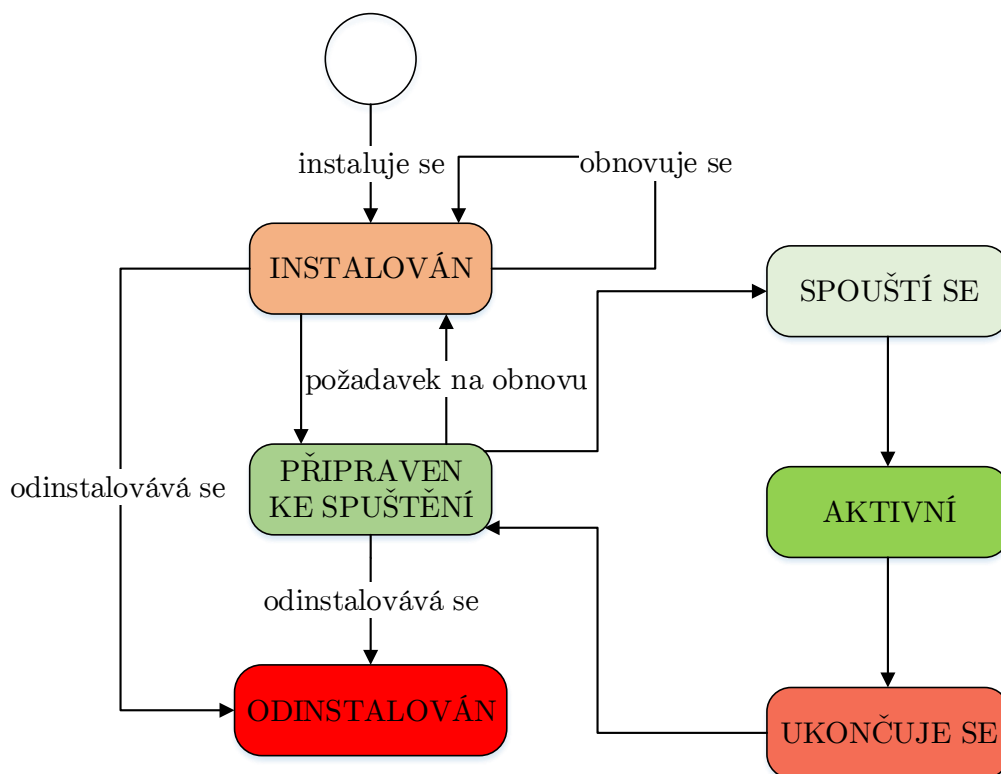 instaluje se
obnovuje se
INSTALOVÁN
SPOUŠTÍ SE
požadavek na obnovu
PŘIPRAVEN
KE SPUŠTĚNÍ
odinstalovává se
AKTIVNÍ
odinstalovává se
ODINSTALOVÁN
UKONČUJE SE